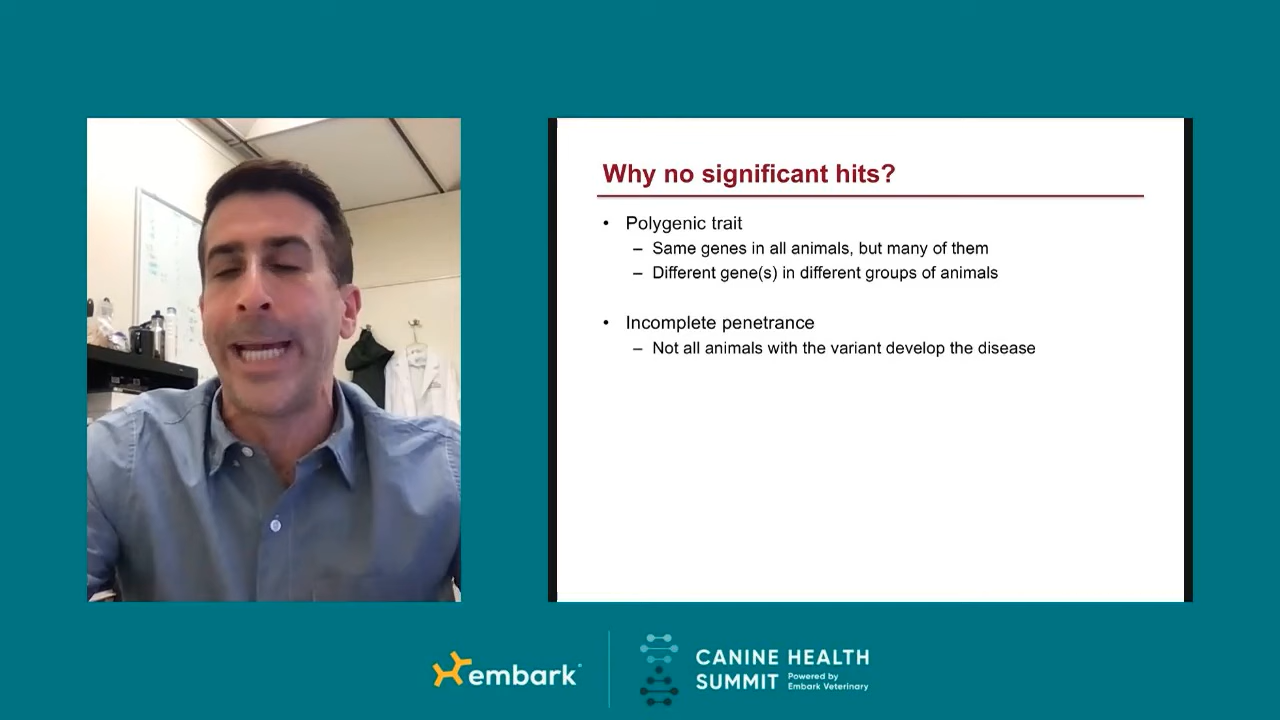 Why no significant hits?
• Polygenic trait
– Same genes in all animals, but many of them
– Different gene(s) in different groups of animals
• Incomplete penetrance
– Not all animals with the variant develop the disease
embark
CANINE HEALTH
SUMMIT Powered by
Embark Veterinary